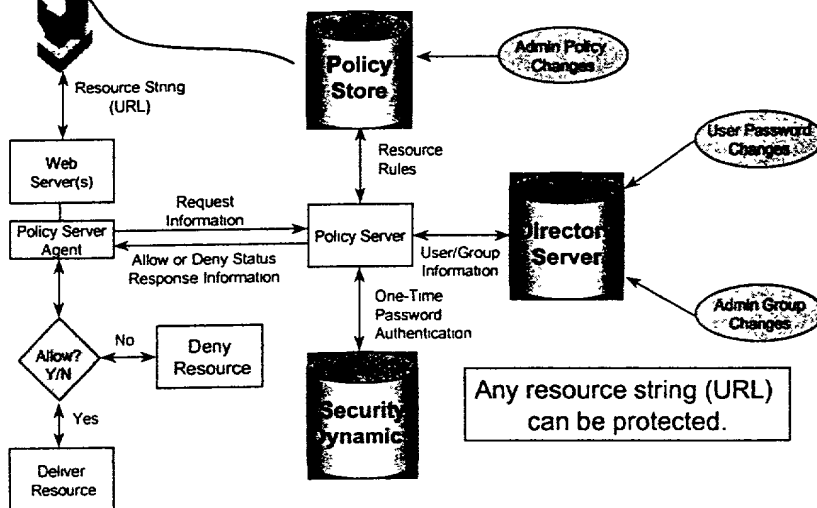 Policy
Store
Admin Policy
Changes
Resource String
(URL)
Web
Server(s)
Resource
Rules
User Password
Changes
Request
Information
Policy Server
Agent
Policy Server
Allow or Deny Status
Response Information
User/Group
Information
Director
Server
One-Time
Password
Authentication
Admin Group
Changes
Allow?
Y/N
No
Deny
Resource
Yes
Security
Dynamic
Any resource string (URL)
can be protected.
Deliver
Resource